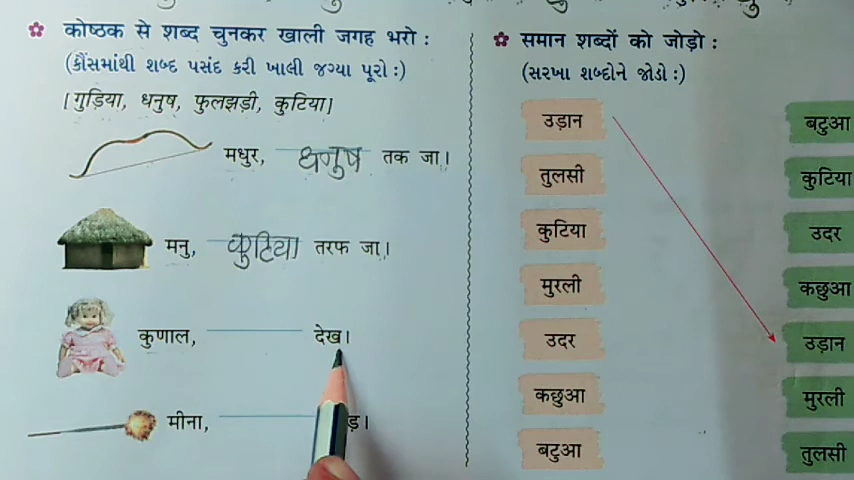 कोष्ठक से शब्द चुनकर खाली जगह भरो :
(કૌંસમાંથી શબ્દ પસંદ કરી ખાલી જગ્યા પૂરો :)
[गुड़िया, धनुष, फुलझड़ी, कुटिया]
मधुर, धनुष तक जा।
मनु, कुटिया तरफ जा।
कुणाल, देख।
मीना,
समान शब्दों को जोड़ो :
(સરખા શબ્દોને જોડો :)
उड़ान बटुआ
तुलसी कुटिया
कुटिया उदर
मुरली कछुआ
उदर उड़ान
कछुआ मुरली
बटुआ तुलसी